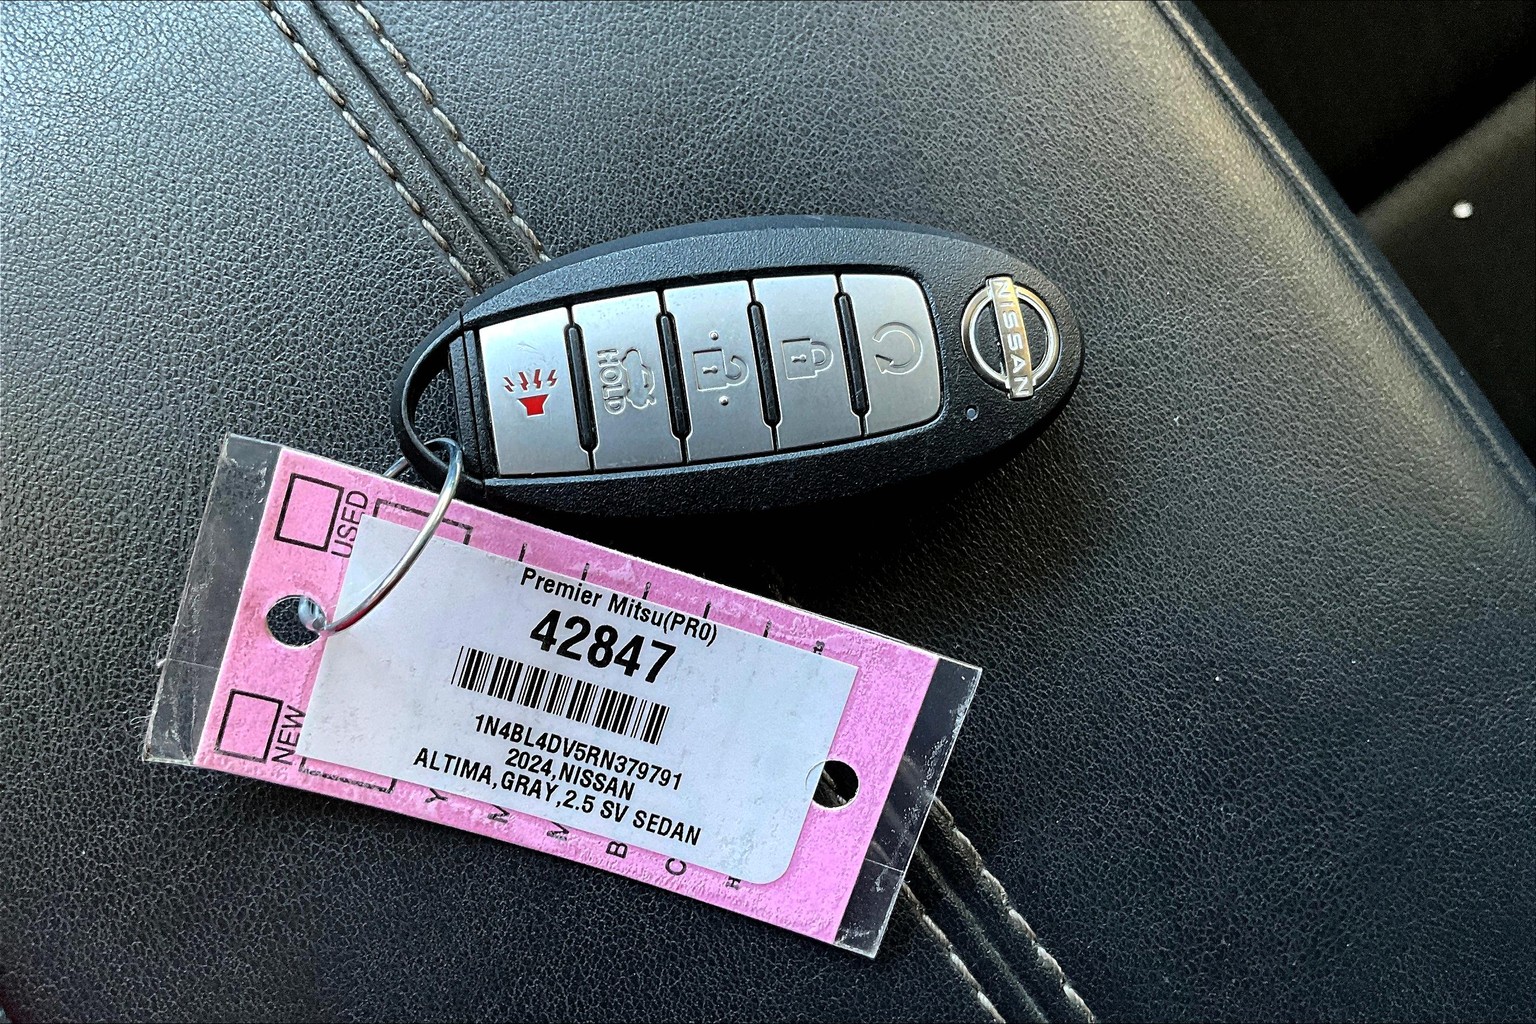 NISSAN
HOLD
USED
NEW
Premier Mitsu(PR0)
42847
1N4BL4DV5RN379791
2024,NISSAN
ALTIMA,GRAY,2.5 SV SEDAN